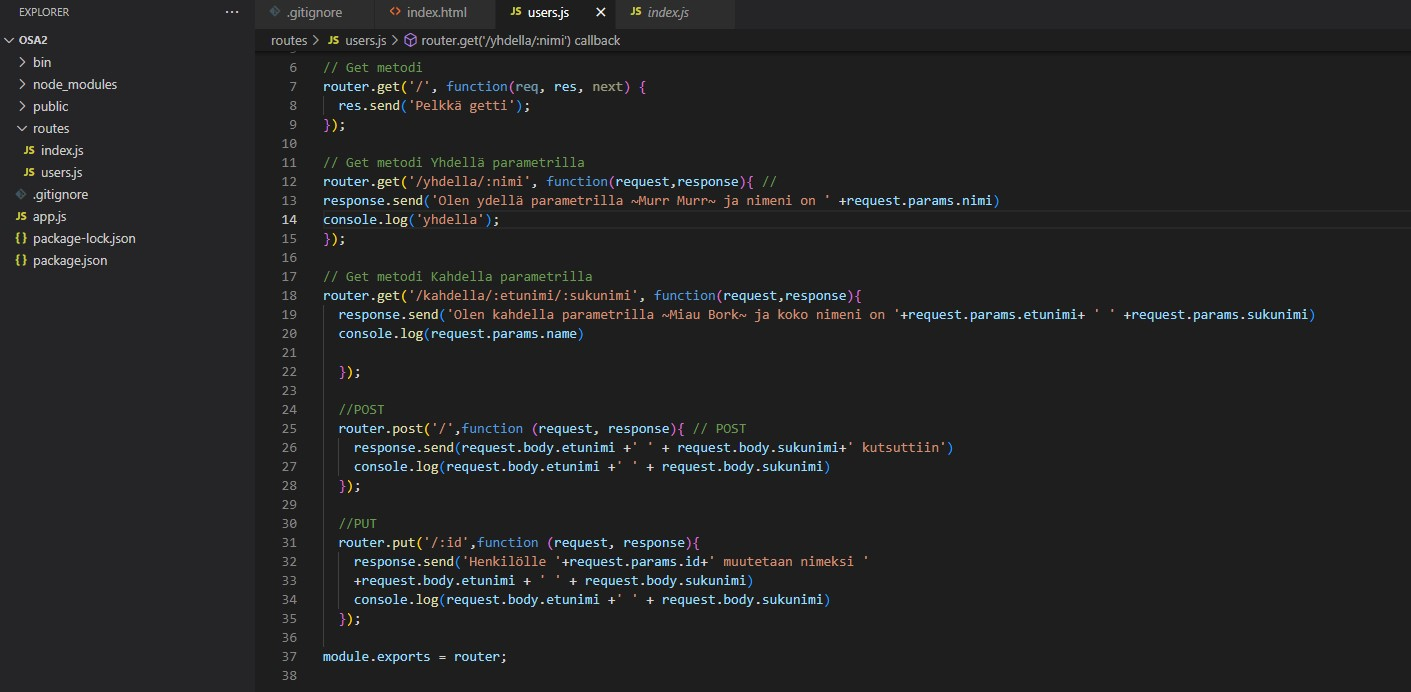 EXPLORER ...
OSA2
bin
node_modules
public
routes
JS index.js
JS users.js
.gitignore
JS app.js
{} package-lock.json
{} package.json
.gitignore
<> index.html
JS users.js ✕
JS index.js
routes > JS users.js > router.get('/yhdella/:nimi') callback
6 // Get metodi
7 router.get('/', function(req, res, next) {
8 res.send('Pelkkä getti');
9 });
10
11 // Get metodi Yhdellä parametrilla
12 router.get('/yhdella/:nimi', function(request,response){ //
13 response.send('Olen ydellä parametrilla ~Murr Murr~ ja nimeni on ' +request.params.nimi)
14 console.log('yhdella');
15 });
16
17 // Get metodi Kahdella parametrilla
18 router.get('/kahdella/:etunimi/:sukunimi', function(request,response){
19 response.send('Olen kahdella parametrilla ~Miau Bork~ ja koko nimeni on '+request.params.etunimi+ ' ' +request.params.sukunimi)
20 console.log(request.params.name)
21
22 });
23
24 //POST
25 router.post('/',function (request, response){ // POST
26 response.send(request.body.etunimi +' ' + request.body.sukunimi+' kutsuttiin')
27 console.log(request.body.etunimi +' ' + request.body.sukunimi)
28 });
29
30 //PUT
31 router.put('/:id',function (request, response){
32 response.send('Henkilölle '+request.params.id+' muutetaan nimeksi '
33 +request.body.etunimi + ' ' + request.body.sukunimi)
34 console.log(request.body.etunimi +' ' + request.body.sukunimi)
35 });
36
37 module.exports = router;
38